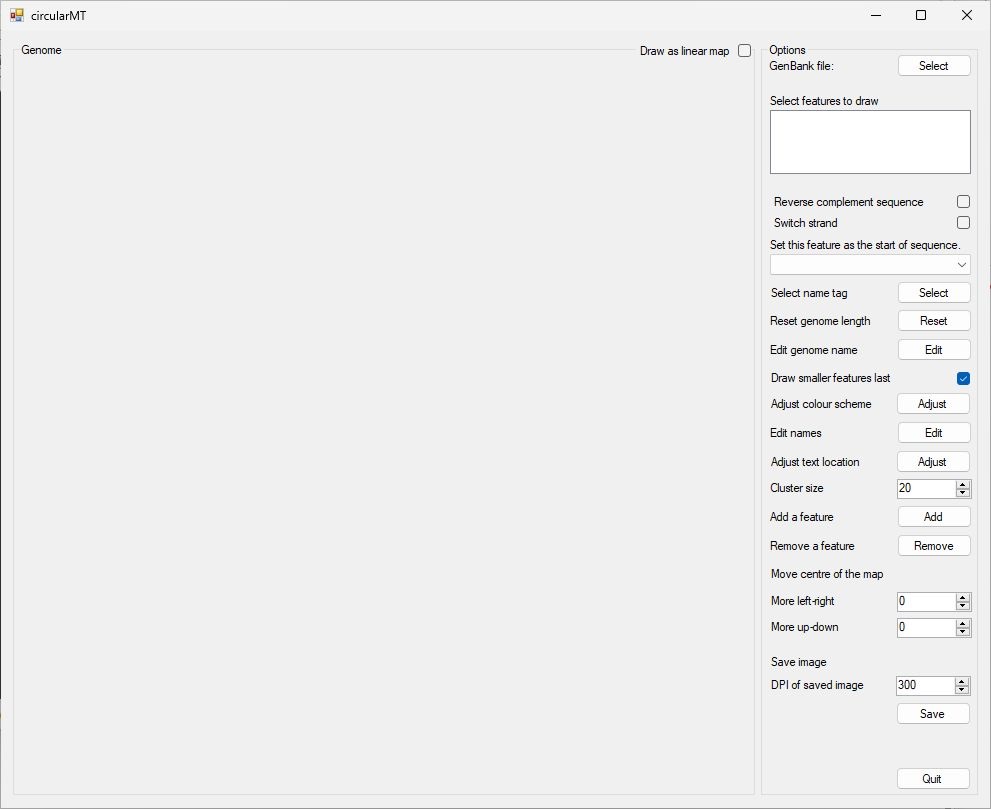 circularMT
Genome
Draw as linear map
Options
GenBank file:
Select
Select features to draw
Reverse complement sequence
Switch strand
Set this feature as the start of sequence.
Select name tag
Select
Reset genome length
Reset
Edit genome name
Edit
Draw smaller features last
Adjust colour scheme
Adjust
Edit names
Edit
Adjust text location
Adjust
Cluster size
20
Add a feature
Add
Remove a feature
Remove
Move centre of the map
More left-right
0
More up-down
0
Save image
DPI of saved image
300
Save
Quit